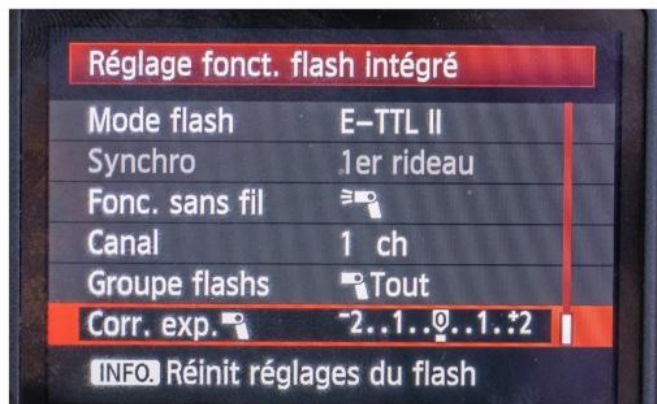 Réglage fonct. flash intégré
Mode flash E-TTL II
Synchro 1er rideau
Fonc. sans fil
Canal 1 ch
Groupe flashs Tout
Corr. exp. -2..1..0..1..+2
INFO. Réinit réglages du flash